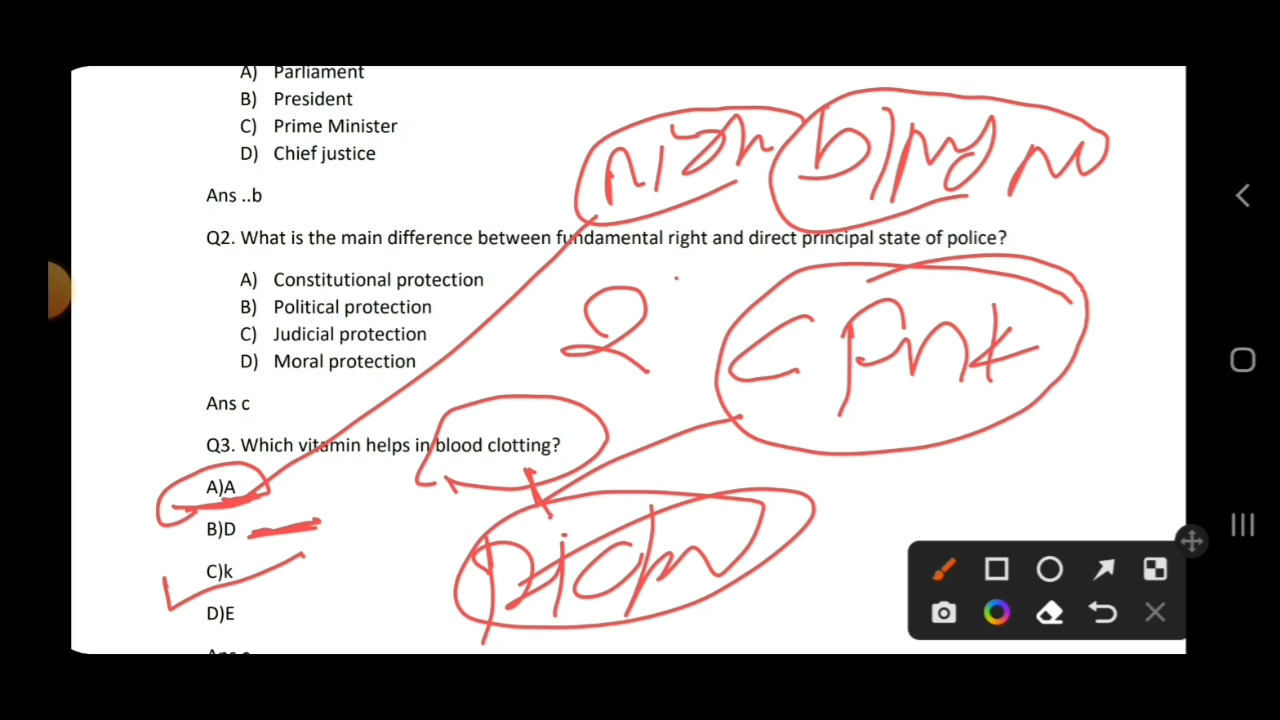 A) Parliament
B) President
C) Prime Minister
D) Chief justice
Ans ..b
Q2. What is the main difference between fundamental right and direct principal state of police?
A) Constitutional protection
B) Political protection
C) Judicial protection
D) Moral protection
2
Ans c
Q3. Which vitamin helps in blood clotting?
A)A
B)D
C)k
D)E